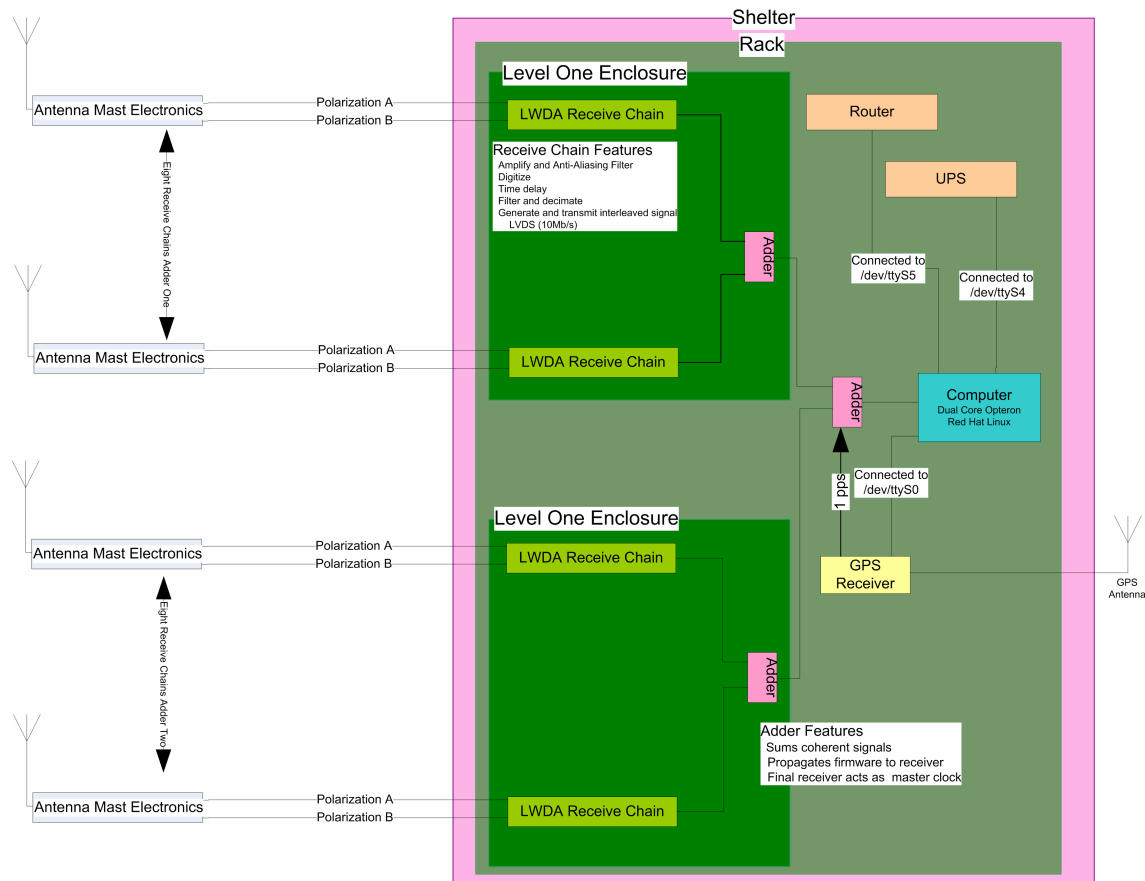 Shelter
Rack
Level One Enclosure
Antenna Mast Electronics
Polarization A
Polarization B
LWDA Receive Chain
Router
Receive Chain Features
Amplify and Anti-Aliasing Filter
Digitize
Time delay
Filter and decimate
Generate and transmit interleaved signal
LVDS (10Mb/s)
UPS
Eight Receive Chains Adder One
Adder
Connected to
/dev/ttyS5
Connected to
/dev/ttyS4
Antenna Mast Electronics
Polarization A
Polarization B
LWDA Receive Chain
Adder
Computer
Dual Core Opteron
Red Hat Linux
1 pps
Connected to
/dev/ttyS0
Level One Enclosure
Antenna Mast Electronics
Polarization A
Polarization B
LWDA Receive Chain
GPS
Receiver
GPS
Antenna
Eight Receive Chains Adder Two
Adder
Adder Features
Sums coherent signals
Propagates firmware to receiver
Final receiver acts as  master clock
Antenna Mast Electronics
Polarization A
Polarization B
LWDA Receive Chain